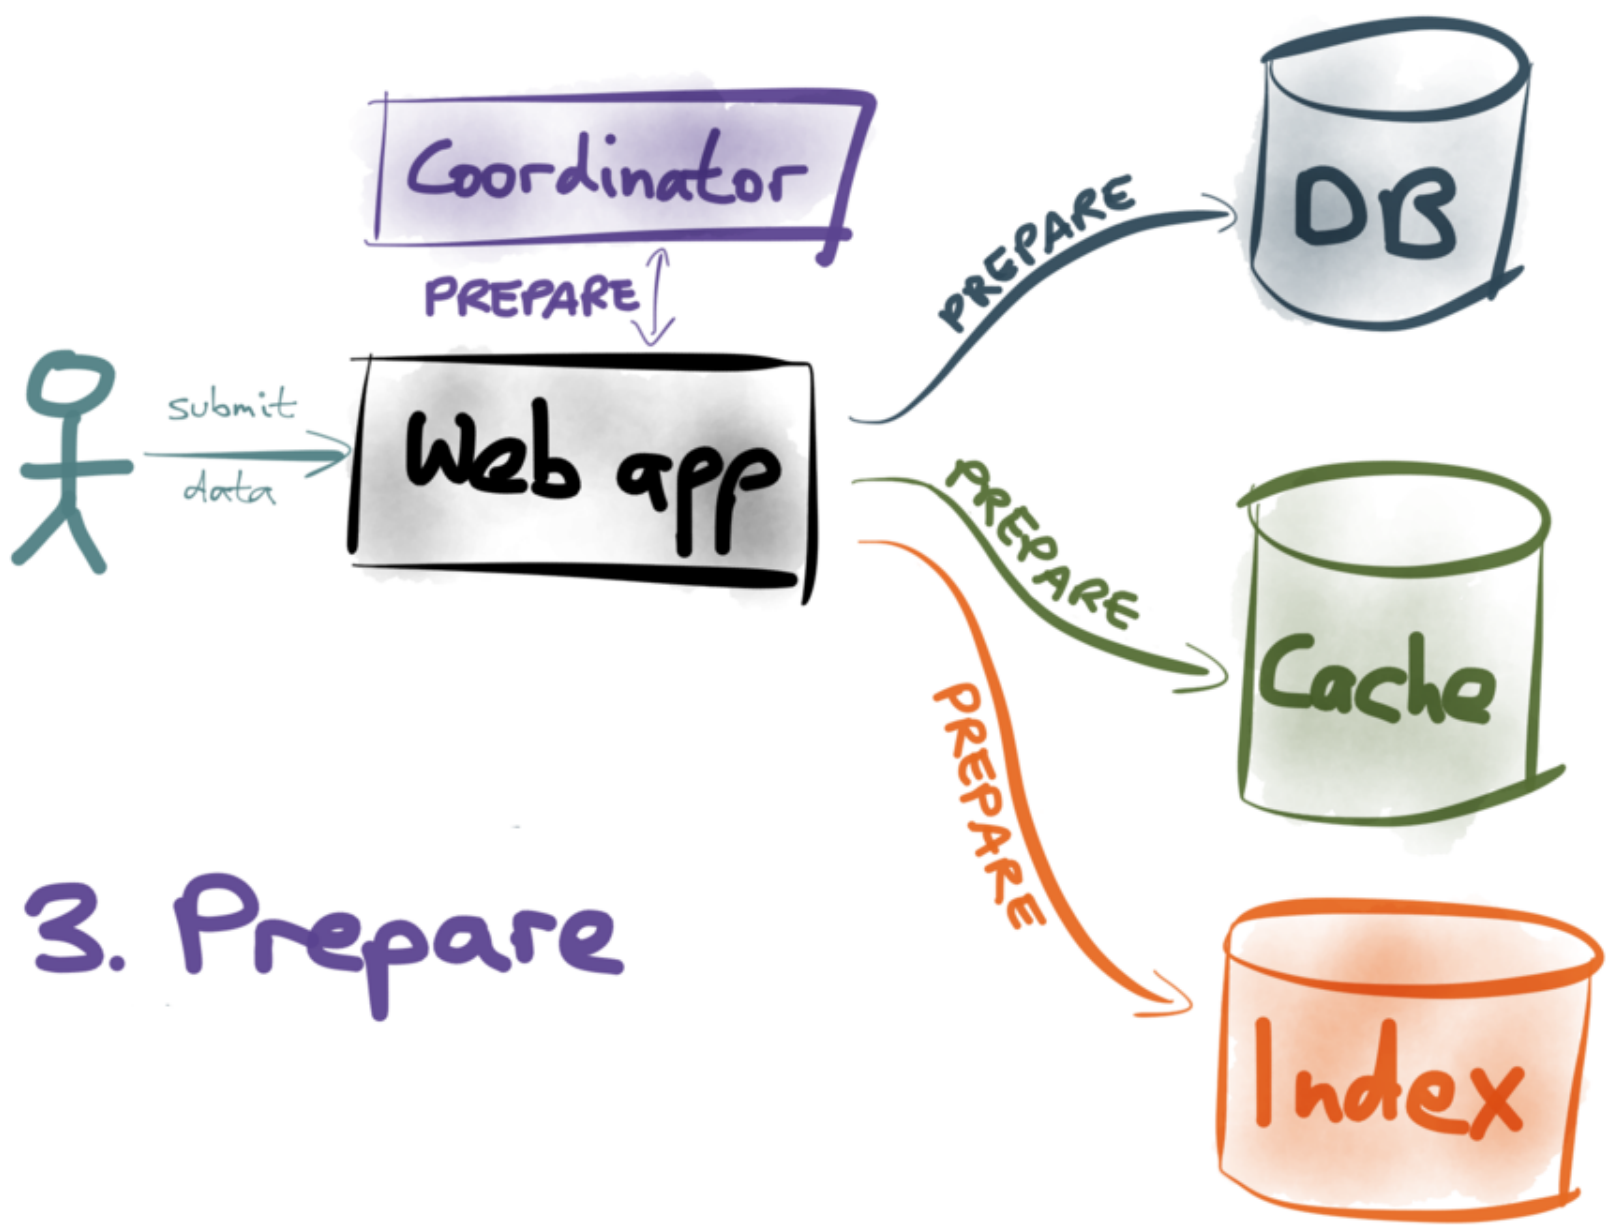 Coordinator
PREPARE
submit
data
Web app
PREPARE
DB
PREPARE
Cache
PREPARE
Index
3. Prepare